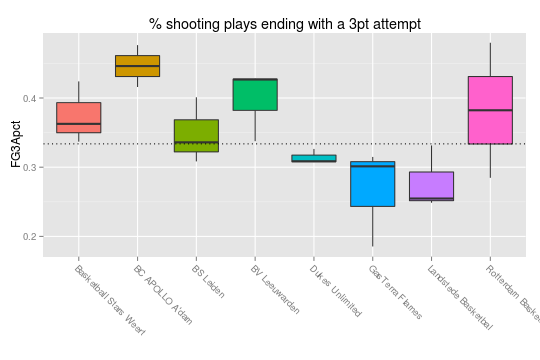 % shooting plays ending with a 3pt attempt
FG3Apct
0.4
0.3
0.2
Basketball Stars Weert
BC APOLLO A'dam
BS Leiden
BV Leeuwarden
Dukes Unlimited
GasTerra Flames
Landstede Basketbal
Rotterdam Baske